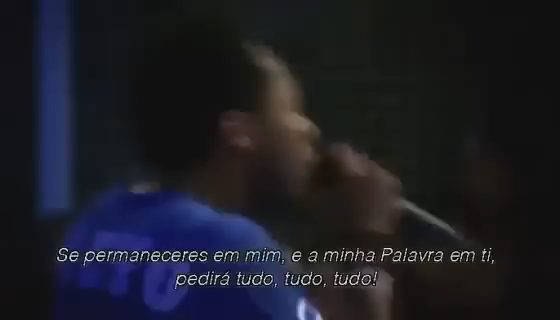 Se permaneceres em mim, e a minha Palavra em ti,
pedirá tudo, tudo, tudo!